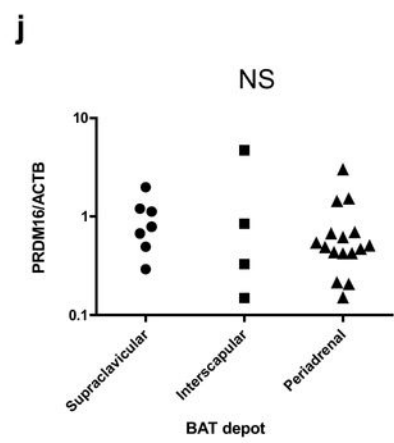 j
NS
10
1
0.1
PRDM16/ACTB
Supraclavicular
Interscapular
Periadrenal
BAT depot